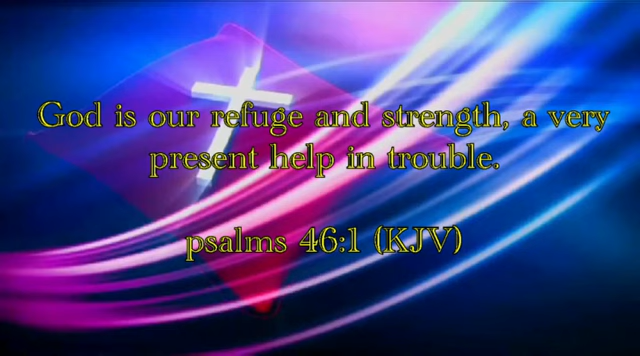 God is our refuge and strength, a very
present help in trouble.
psalms 46:1 (KJV)